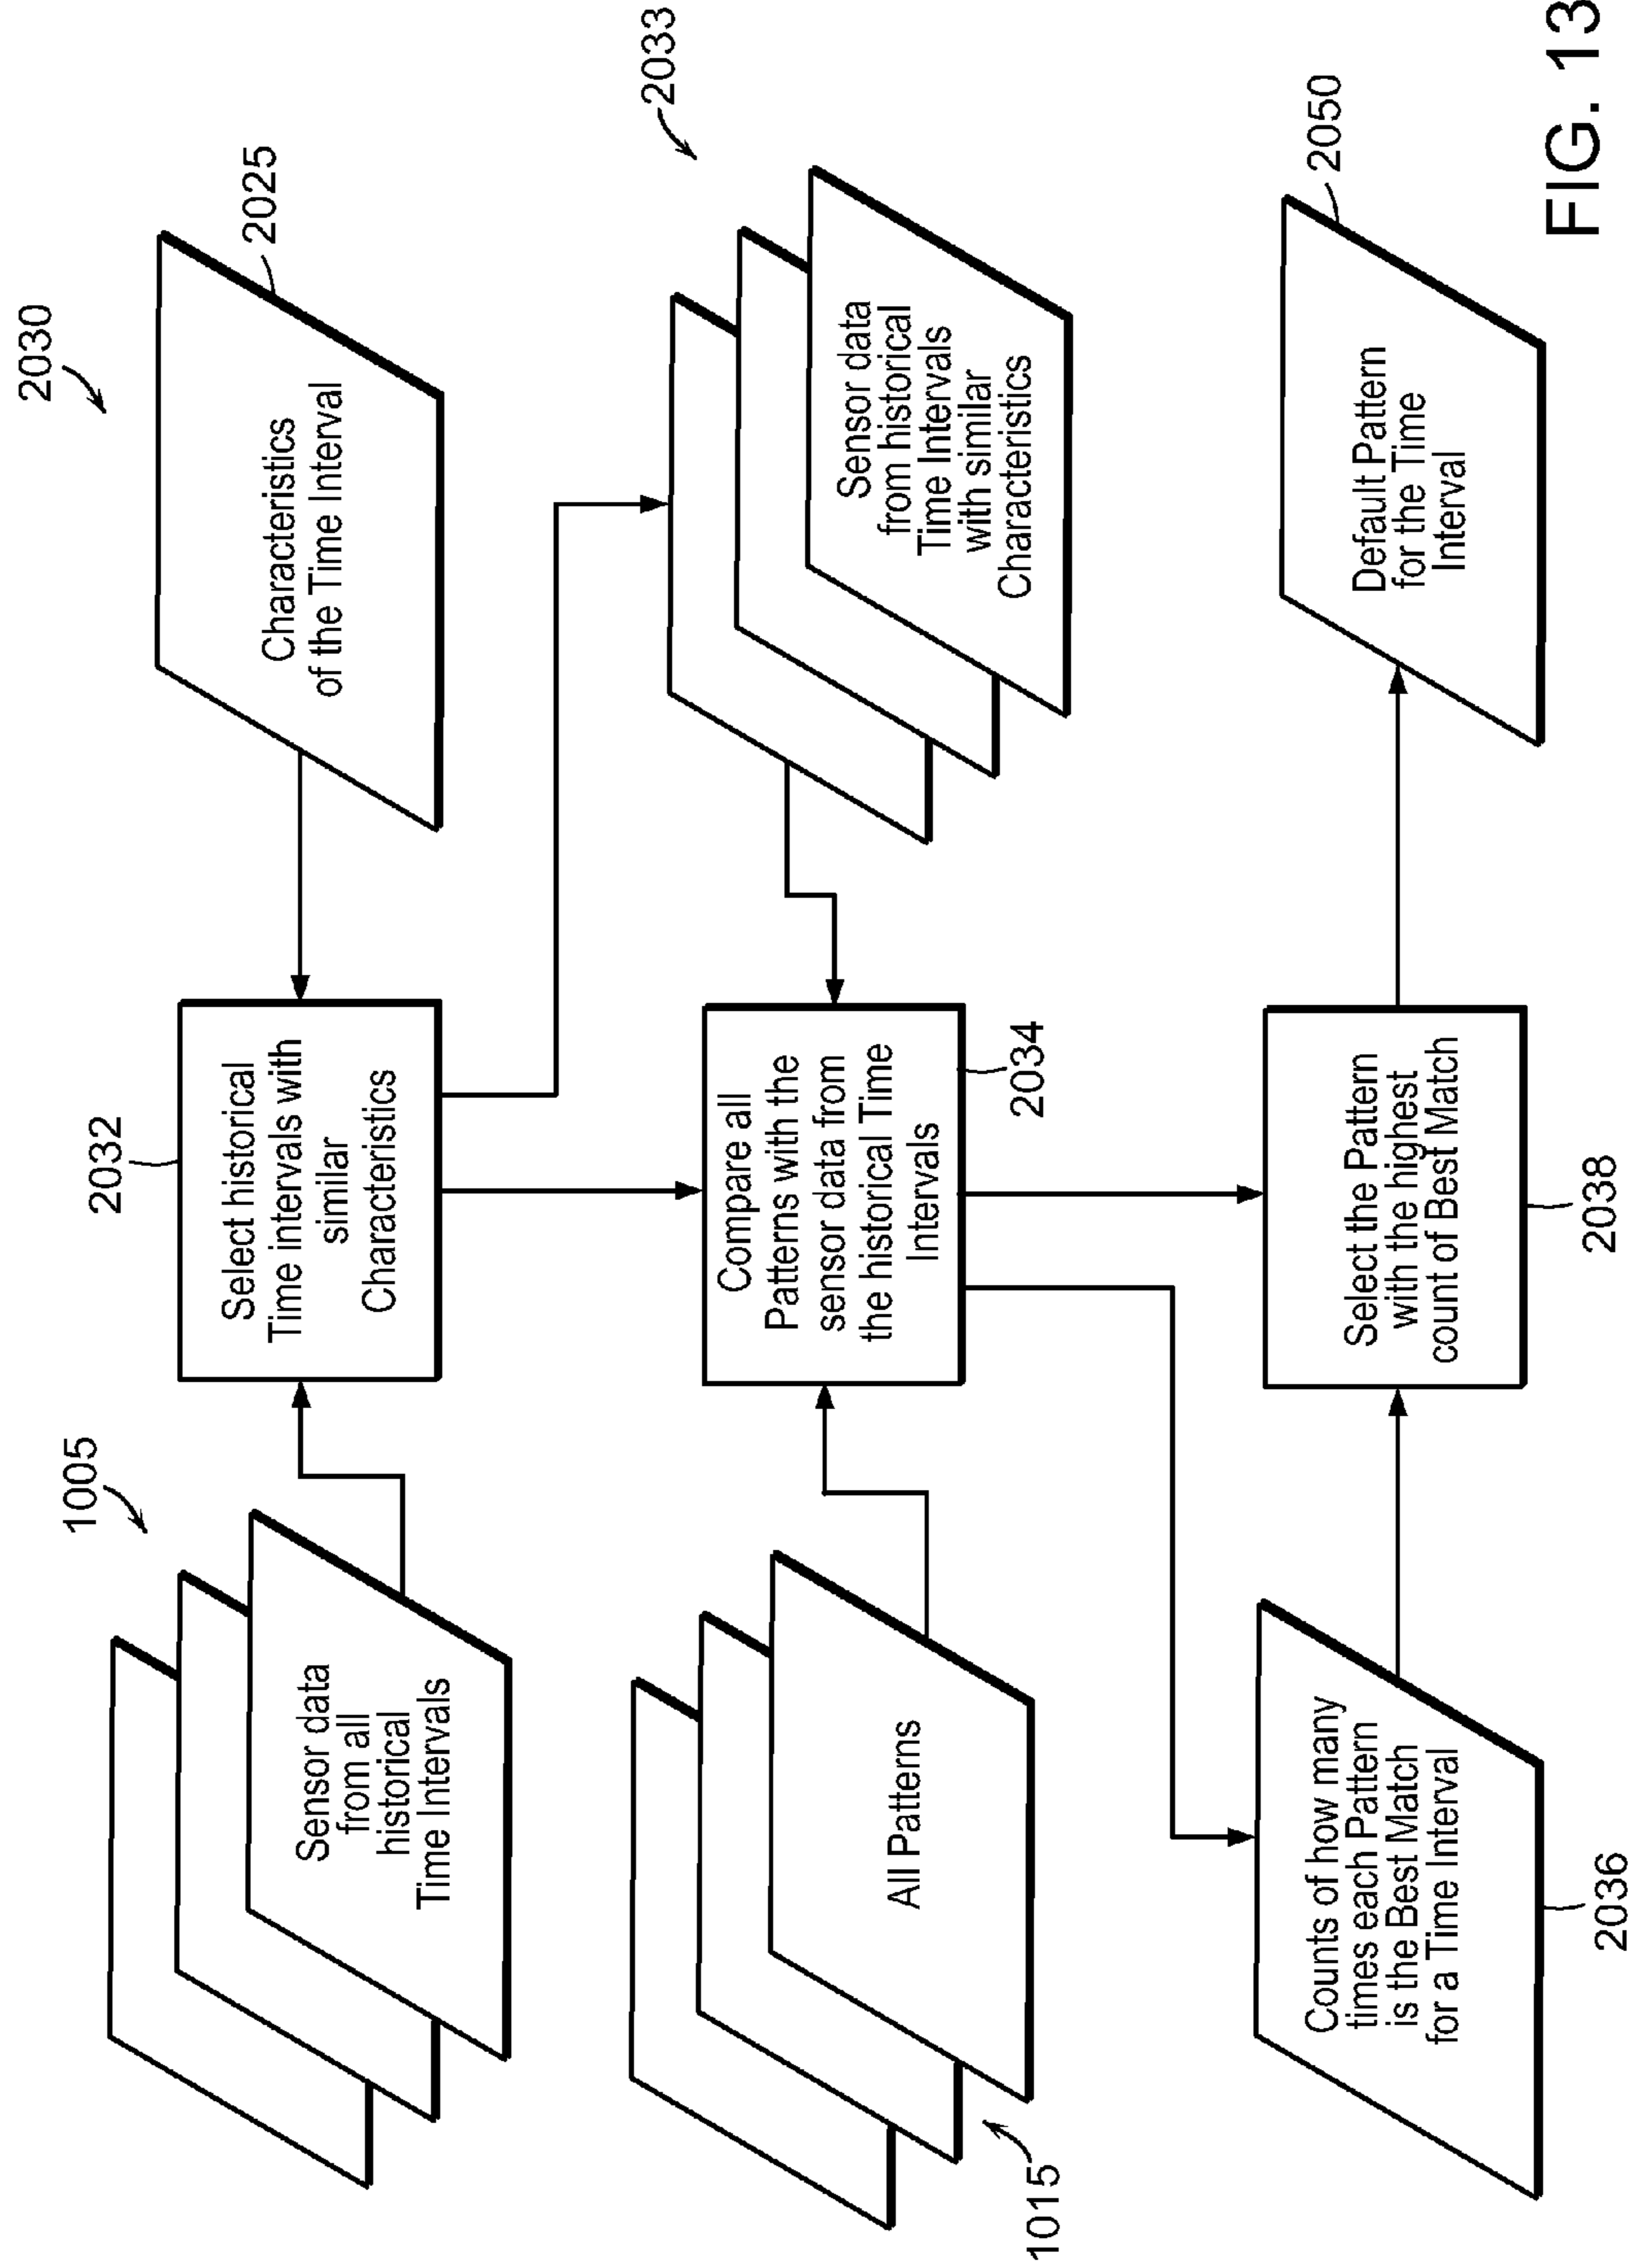 2030
1005
Sensor data
from all
historical
Time Intervals
2032
Select historical
Time intervals with
similar
Characteristics
Characteristics
of the Time Interval
2025
1015
All Patterns
Compare all
Patterns with the
sensor data from
the historical Time
Intervals
2034
Sensor data
from historical
Time Intervals
with similar
Characteristics
2033
Counts of how many
times each Pattern
is the Best Match
for a Time Interval
2036
Select the Pattern
with the highest
count of Best Match
2038
Default Pattern
for the Time
Interval
2050
FIG. 13